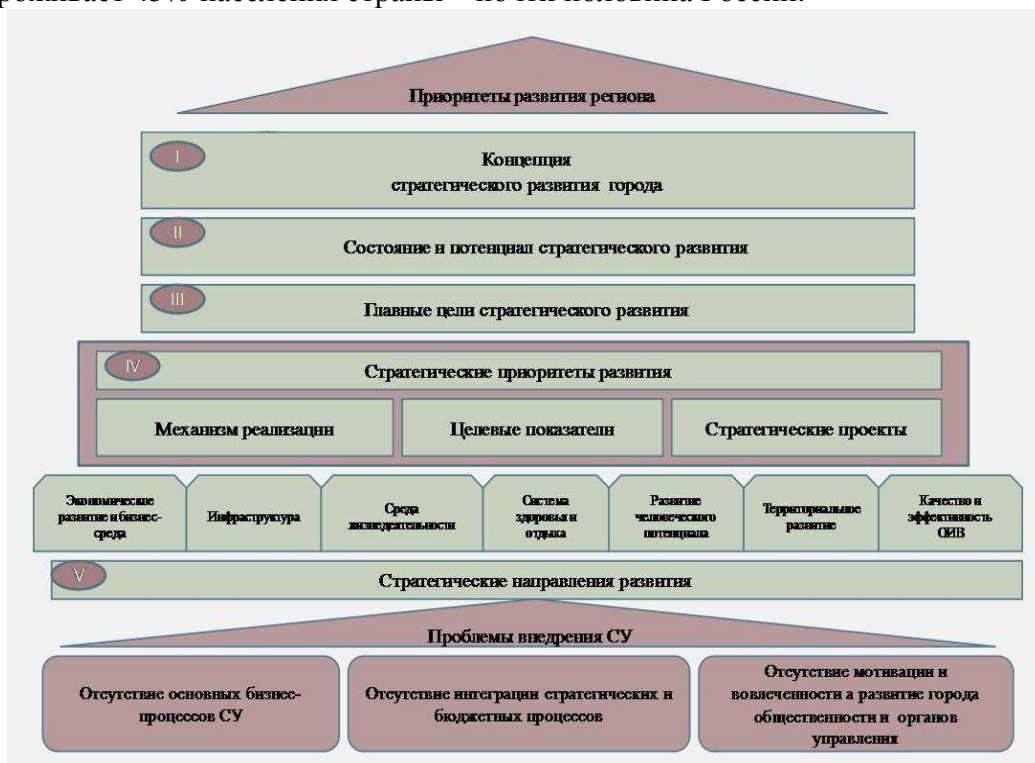 Приоритеты развития региона
I
Концепция
стратегического развития города
II
Состояние и потенциал стратегического развития
III
Главные цели стратегического развития
IV
Стратегические приоритеты развития
Механизм реализации
Целевые показатели
Стратегические проекты
Экономические
развитие и бизнес-
среда
Инфраструктура
Среда
жизнедеятельности
Система
здоровья и
отдыха
Развитие
человеческого
потенциала
Территориальное
развитие
Качество и
эффективность
ОИВ
V
Стратегические направления развития
Проблемы внедрения СУ
Отсутствие основных бизнес-
процессов СУ
Отсутствие интеграции стратегических и
бюджетных процессов
Отсутствие мотивации и
вовлеченности а развитие города
общественности и органов
управления